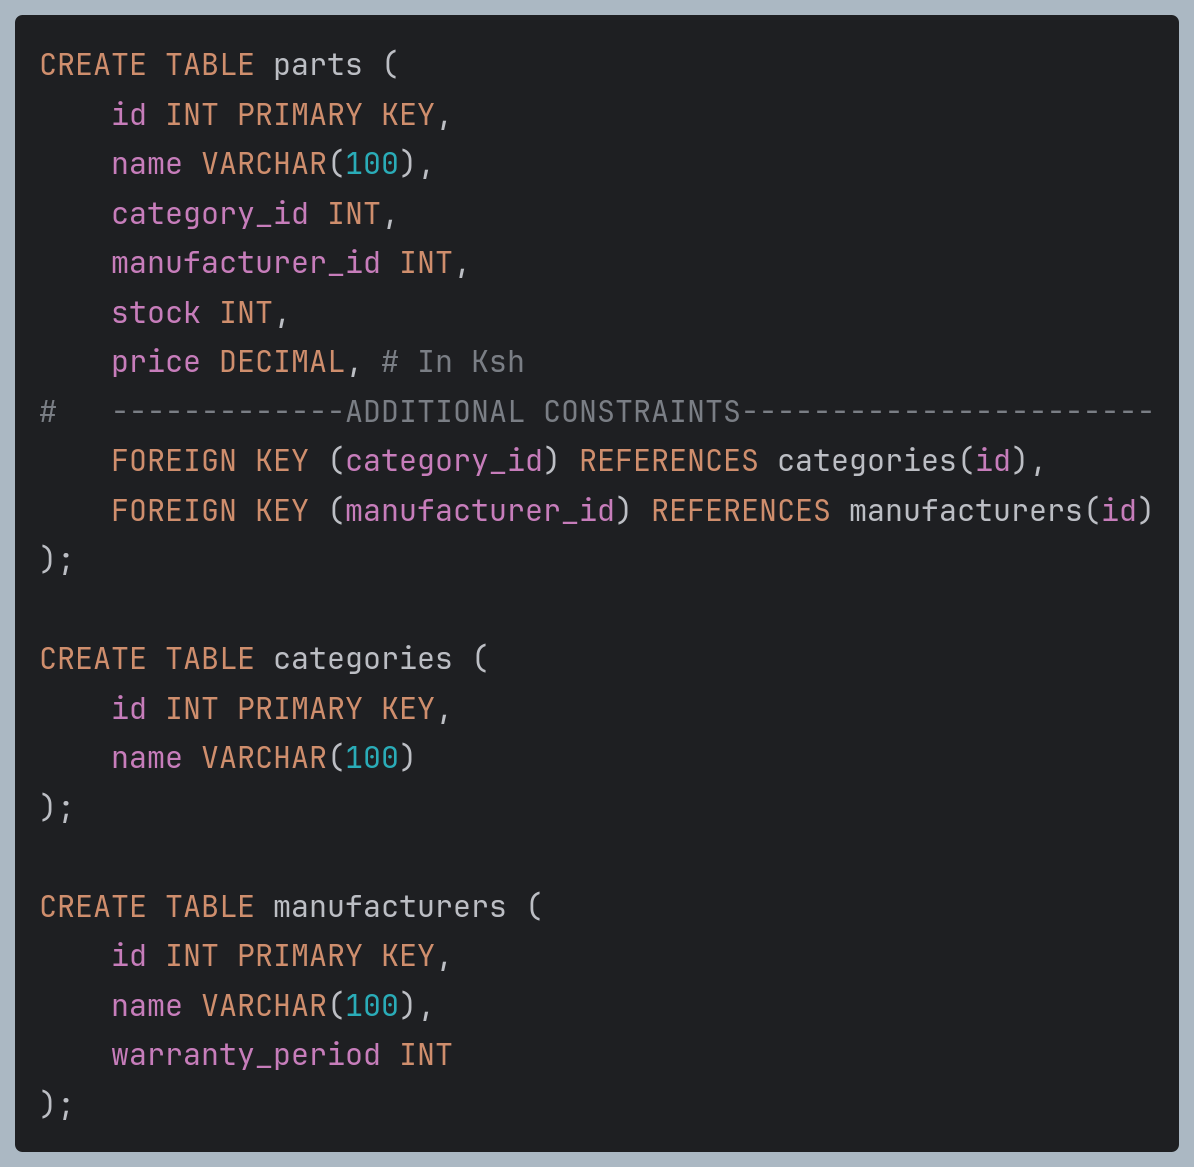 CREATE TABLE parts (
    id INT PRIMARY KEY,
    name VARCHAR(100),
    category_id INT,
    manufacturer_id INT,
    stock INT,
    price DECIMAL, # In Ksh
#   -------------ADDITIONAL CONSTRAINTS-----------------------
    FOREIGN KEY (category_id) REFERENCES categories(id),
    FOREIGN KEY (manufacturer_id) REFERENCES manufacturers(id)
);

CREATE TABLE categories (
    id INT PRIMARY KEY,
    name VARCHAR(100)
);

CREATE TABLE manufacturers (
    id INT PRIMARY KEY,
    name VARCHAR(100),
    warranty_period INT
);